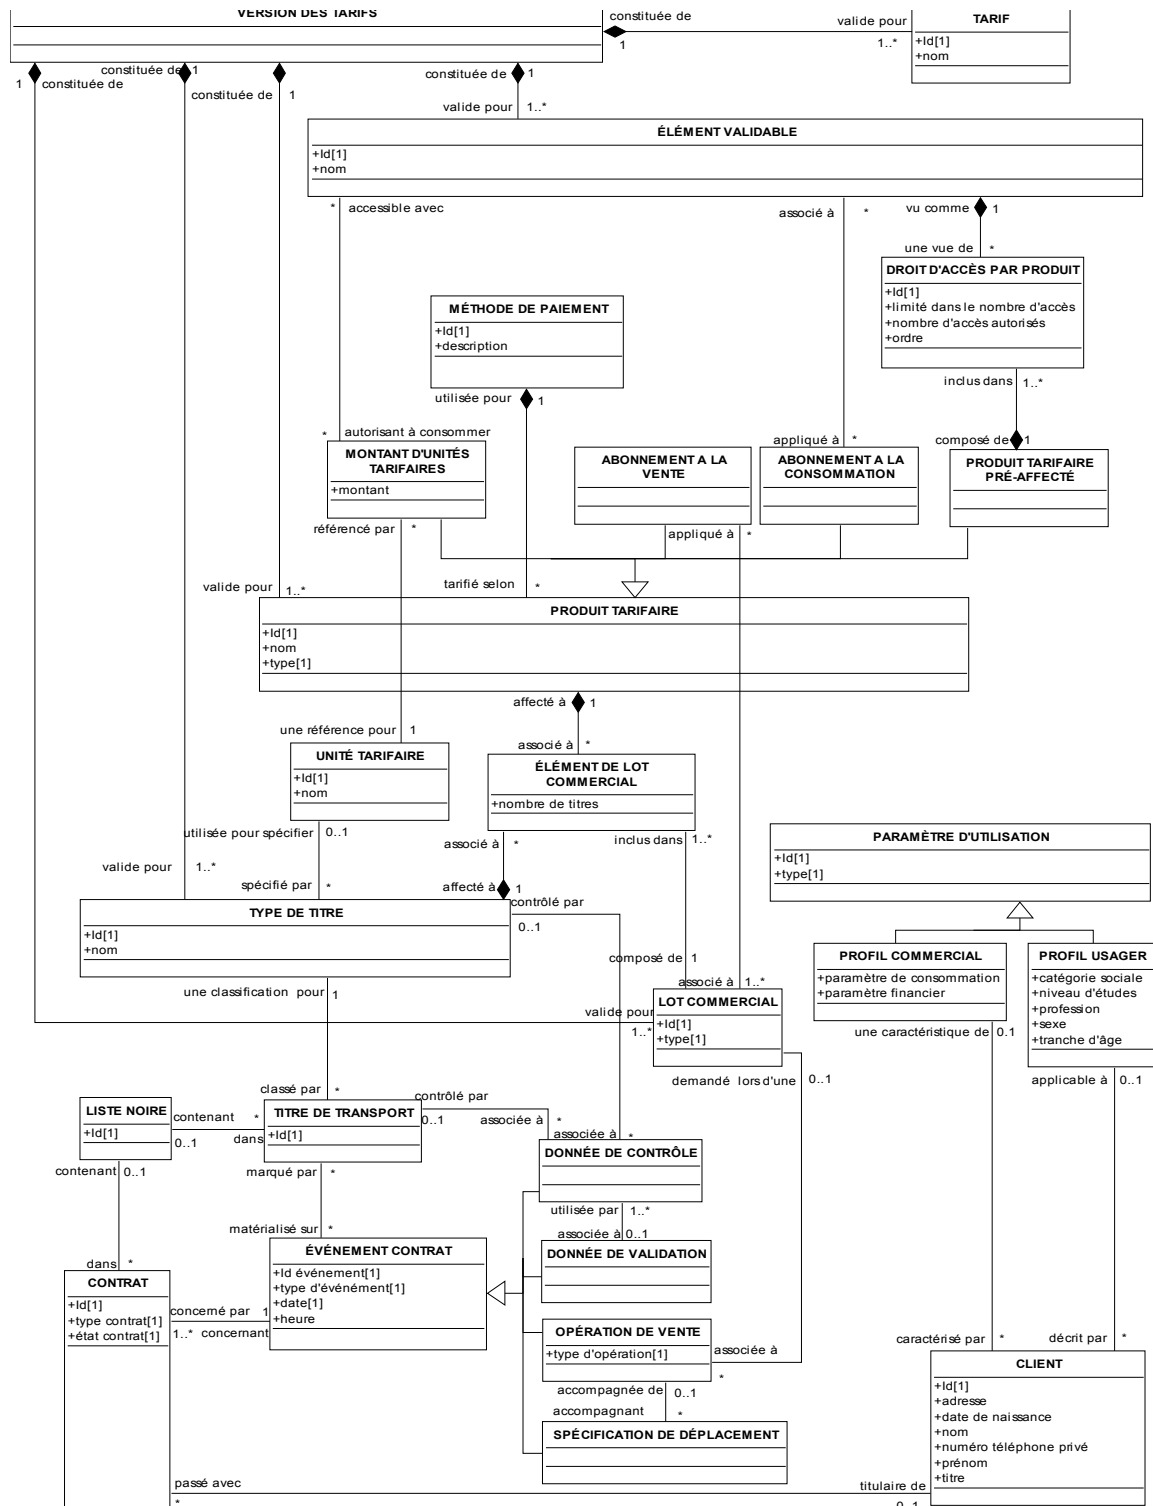 VERSION DES TARIFS
constituée de
1
valide pour
1..*
TARIF
+Id[1]
+nom
1
constituée de
constituée de
1
constituée de
1
constituée de
1
valide pour
1..*
ÉLÉMENT VALIDABLE
+Id[1]
+nom
*
accessible avec
associé à
*
vu comme
1
une vue de
*
DROIT D'ACCÈS PAR PRODUIT
+Id[1]
+limité dans le nombre d'accès
+nombre d'accès autorisés
+ordre
MÉTHODE DE PAIEMENT
+Id[1]
+description
utilisée pour
1
inclus dans
1..*
*
autorisant à consommer
appliqué à
*
composé de
1
MONTANT D'UNITÉS
TARIFAIRES
+montant
ABONNEMENT A LA
VENTE
ABONNEMENT A LA
CONSOMMATION
PRODUIT TARIFAIRE
PRÉ-AFFECTÉ
référencé par
*
appliqué à
*
valide pour
1..*
tarifié selon
*
PRODUIT TARIFAIRE
+Id[1]
+nom
+type[1]
affecté à
1
une référence pour
1
associé à
*
UNITÉ TARIFAIRE
+Id[1]
+nom
ÉLÉMENT DE LOT
COMMERCIAL
+nombre de titres
utilisée pour spécifier
0..1
associé à
*
inclus dans
1..*
PARAMÈTRE D'UTILISATION
+Id[1]
+type[1]
valide pour
1..*
spécifié par
*
affecté à
1
TYPE DE TITRE
+Id[1]
+nom
contrôlé par
0..1
composé de
1
PROFIL COMMERCIAL
+paramètre de consommation
+paramètre financier
PROFIL USAGER
+catégorie sociale
+niveau d'études
+profession
+sexe
+tranche d'âge
une classification pour
1
associé à
1..*
LOT COMMERCIAL
+Id[1]
+type[1]
valide pour
1..*
une caractéristique de
0.1
demandé lors d'une
0..1
applicable à
0..1
classé par
*
contrôlé par
0..1
associée à
*
LISTE NOIRE
+Id[1]
contenant
0..1
*
dans
TITRE DE TRANSPORT
+Id[1]
associée à
*
DONNÉE DE CONTRÔLE
contenant
0..1
marqué par
*
utilisée par
1..*
matérialisé sur
*
associée à
0..1
ÉVÉNEMENT CONTRAT
+Id événement[1]
+type d'événément[1]
+date[1]
+heure
DONNÉE DE VALIDATION
dans
*
CONTRAT
+Id[1]
+type contrat[1]
+état contrat[1]
concerné par
1
1..*
concernant
OPÉRATION DE VENTE
+type d'opération[1]
associée à
*
caractérisé par
*
décrit par
*
CLIENT
+Id[1]
+adresse
+date de naissance
+nom
+numéro téléphone privé
+prénom
+titre
accompagnée de
0..1
accompagnant
*
SPÉCIFICATION DE DÉPLACEMENT
passé avec
*
titulaire de
0..1